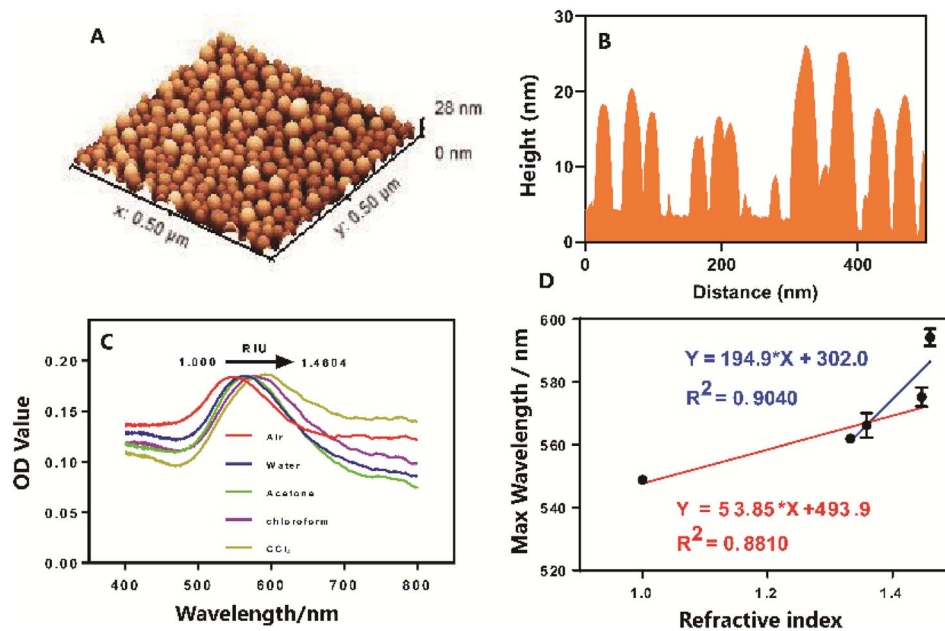 A
28 nm
0 nm
x: 0.50 µm
y: 0.50 µm
B
30
20
10
0
Height (nm)
0
200
400
Distance (nm)
C
RIU
1.000
1.4604
0.20
0.15
0.10
0.05
0.00
OD Value
Air
Water
Acetone
chloroform
CCl₄
400
500
600
700
800
Wavelength/nm
D
600
580
560
540
520
Max Wavelength / nm
Y = 194.9*X + 302.0
R² = 0.9040
Y = 53.85*X+493.9
R² = 0.8810
1.0
1.2
1.4
Refractive index